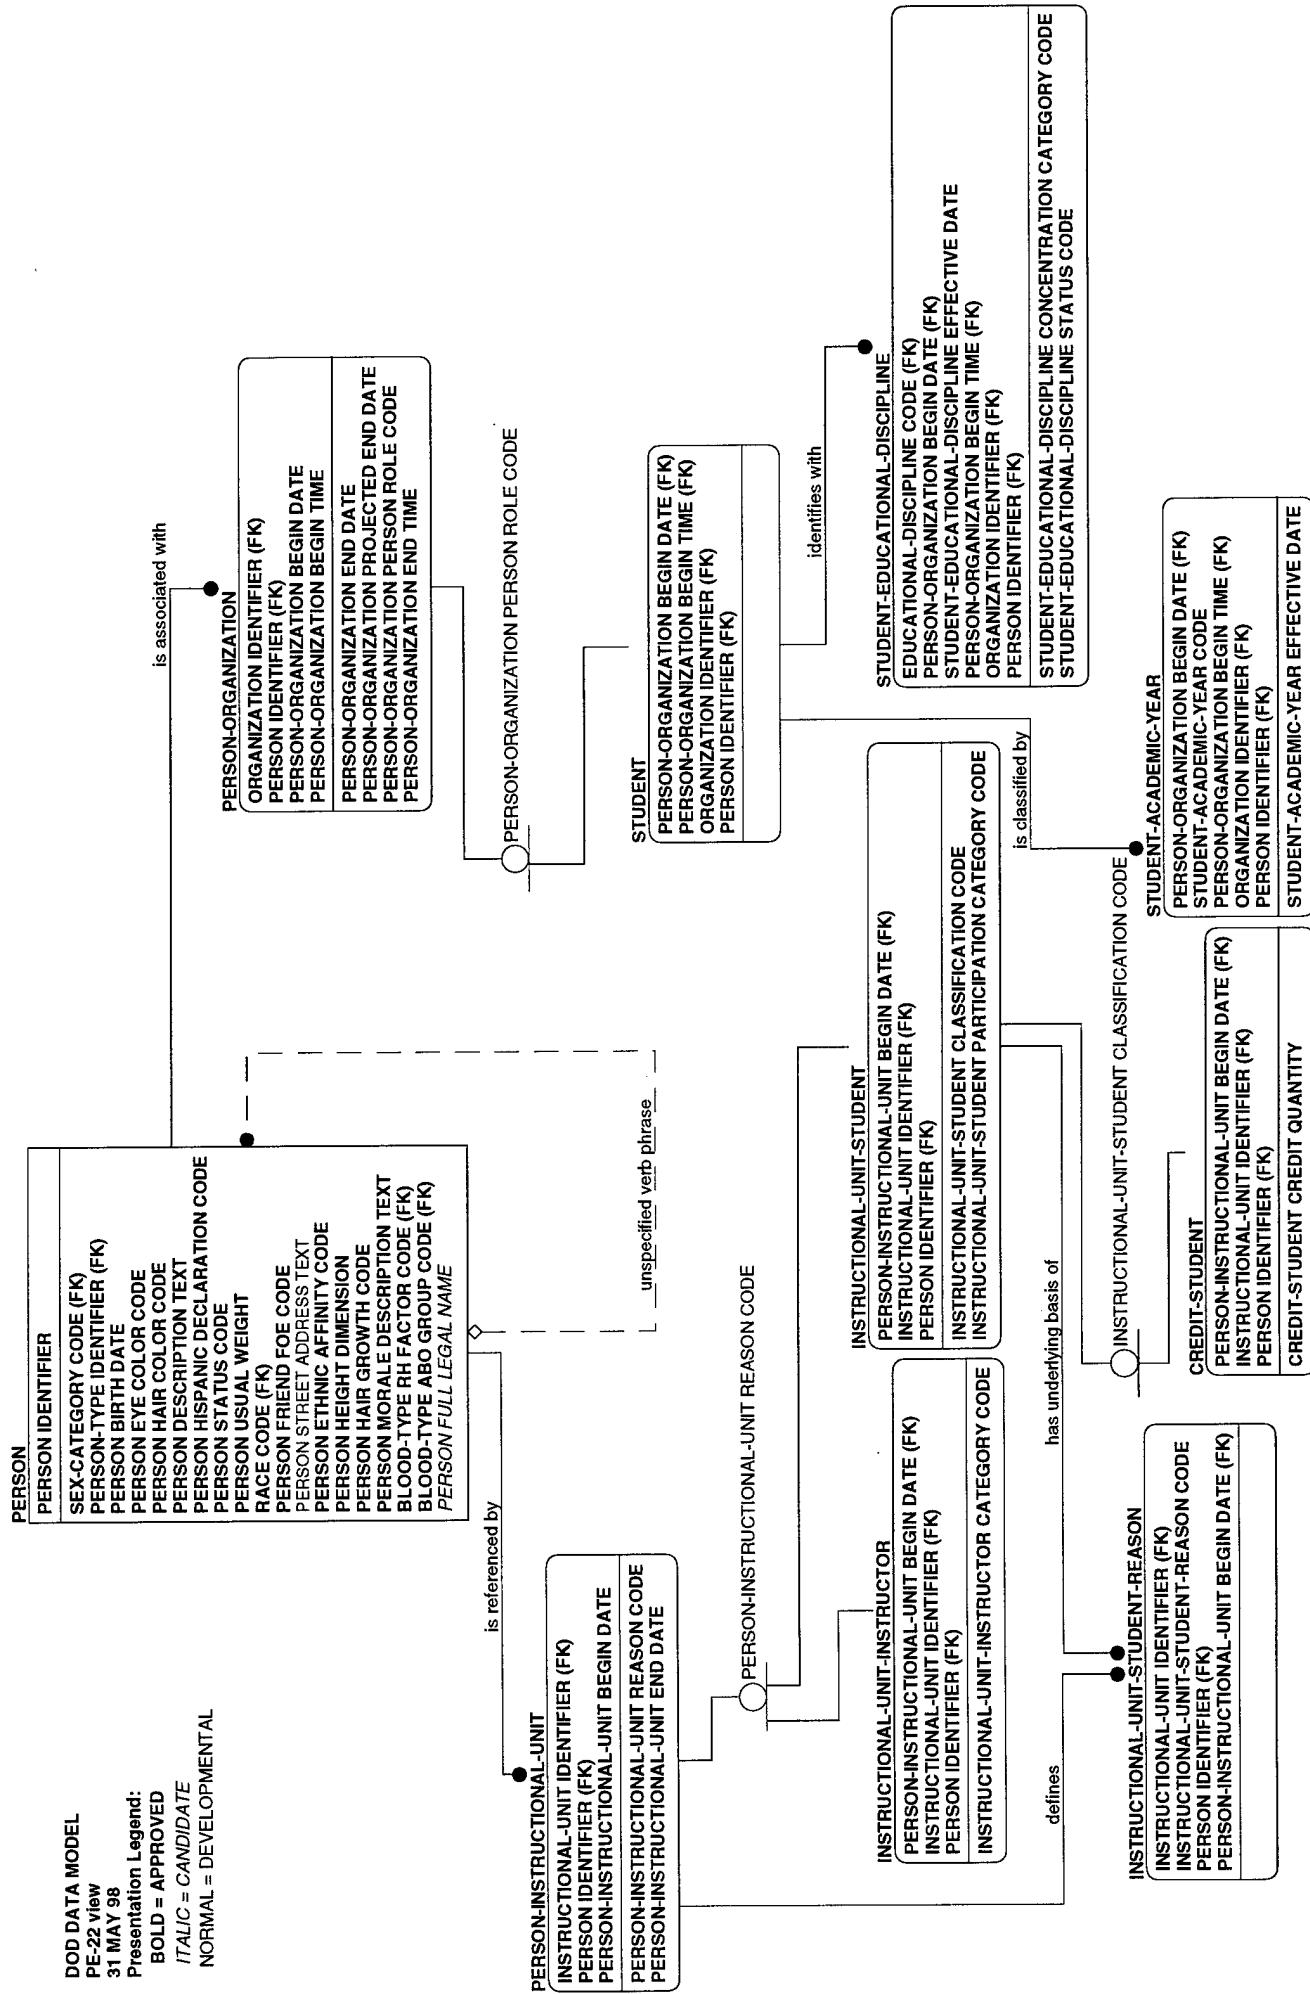 DOD DATA MODEL
PE-22 view
31 MAY 98
Presentation Legend:
BOLD = APPROVED
ITALIC = CANDIDATE
NORMAL = DEVELOPMENTAL
PERSON
PERSON IDENTIFIER
SEX-CATEGORY CODE (FK)
PERSON-TYPE IDENTIFIER (FK)
PERSON BIRTH DATE
PERSON EYE COLOR CODE
PERSON HAIR COLOR CODE
PERSON DESCRIPTION TEXT
PERSON HISPANIC DECLARATION CODE
PERSON STATUS CODE
PERSON USUAL WEIGHT
RACE CODE (FK)
PERSON FRIEND FOE CODE
PERSON STREET ADDRESS TEXT
PERSON ETHNIC AFFINITY CODE
PERSON HEIGHT DIMENSION
PERSON HAIR GROWTH CODE
PERSON MORALE DESCRIPTION TEXT
BLOOD-TYPE RH FACTOR CODE (FK)
BLOOD-TYPE ABO GROUP CODE (FK)
PERSON FULL LEGAL NAME
is associated with
unspecified verb phrase
is referenced by
PERSON-ORGANIZATION
ORGANIZATION IDENTIFIER (FK)
PERSON IDENTIFIER (FK)
PERSON-ORGANIZATION BEGIN DATE
PERSON-ORGANIZATION BEGIN TIME
PERSON-ORGANIZATION END DATE
PERSON-ORGANIZATION PROJECTED END DATE
PERSON-ORGANIZATION PERSON ROLE CODE
PERSON-ORGANIZATION END TIME
PERSON-ORGANIZATION PERSON ROLE CODE
PERSON-INSTRUCTIONAL-UNIT
INSTRUCTIONAL-UNIT IDENTIFIER (FK)
PERSON IDENTIFIER (FK)
PERSON-INSTRUCTIONAL-UNIT BEGIN DATE
PERSON-INSTRUCTIONAL-UNIT REASON CODE
PERSON-INSTRUCTIONAL-UNIT END DATE
PERSON-INSTRUCTIONAL-UNIT REASON CODE
STUDENT
PERSON-ORGANIZATION BEGIN DATE (FK)
PERSON-ORGANIZATION BEGIN TIME (FK)
ORGANIZATION IDENTIFIER (FK)
PERSON IDENTIFIER (FK)
identifies with
INSTRUCTIONAL-UNIT-INSTRUCTOR
PERSON-INSTRUCTIONAL-UNIT BEGIN DATE (FK)
INSTRUCTIONAL-UNIT IDENTIFIER (FK)
PERSON IDENTIFIER (FK)
INSTRUCTIONAL-UNIT-INSTRUCTOR CATEGORY CODE
INSTRUCTIONAL-UNIT-STUDENT
PERSON-INSTRUCTIONAL-UNIT BEGIN DATE (FK)
INSTRUCTIONAL-UNIT IDENTIFIER (FK)
PERSON IDENTIFIER (FK)
INSTRUCTIONAL-UNIT-STUDENT CLASSIFICATION CODE
INSTRUCTIONAL-UNIT-STUDENT PARTICIPATION CATEGORY CODE
STUDENT-EDUCATIONAL-DISCIPLINE
EDUCATIONAL-DISCIPLINE CODE (FK)
PERSON-ORGANIZATION BEGIN DATE (FK)
STUDENT-EDUCATIONAL-DISCIPLINE EFFECTIVE DATE
PERSON-ORGANIZATION BEGIN TIME (FK)
ORGANIZATION IDENTIFIER (FK)
PERSON IDENTIFIER (FK)
STUDENT-EDUCATIONAL-DISCIPLINE CONCENTRATION CATEGORY CODE
STUDENT-EDUCATIONAL-DISCIPLINE STATUS CODE
defines
has underlying basis of
is classified by
INSTRUCTIONAL-UNIT-STUDENT CLASSIFICATION CODE
INSTRUCTIONAL-UNIT-STUDENT-REASON
INSTRUCTIONAL-UNIT IDENTIFIER (FK)
INSTRUCTIONAL-UNIT-STUDENT-REASON CODE
PERSON IDENTIFIER (FK)
PERSON-INSTRUCTIONAL-UNIT BEGIN DATE (FK)
CREDIT-STUDENT
PERSON-INSTRUCTIONAL-UNIT BEGIN DATE (FK)
INSTRUCTIONAL-UNIT IDENTIFIER (FK)
PERSON IDENTIFIER (FK)
CREDIT-STUDENT CREDIT QUANTITY
STUDENT-ACADEMIC-YEAR
PERSON-ORGANIZATION BEGIN DATE (FK)
STUDENT-ACADEMIC-YEAR CODE
PERSON-ORGANIZATION BEGIN TIME (FK)
ORGANIZATION IDENTIFIER (FK)
PERSON IDENTIFIER (FK)
STUDENT-ACADEMIC-YEAR EFFECTIVE DATE